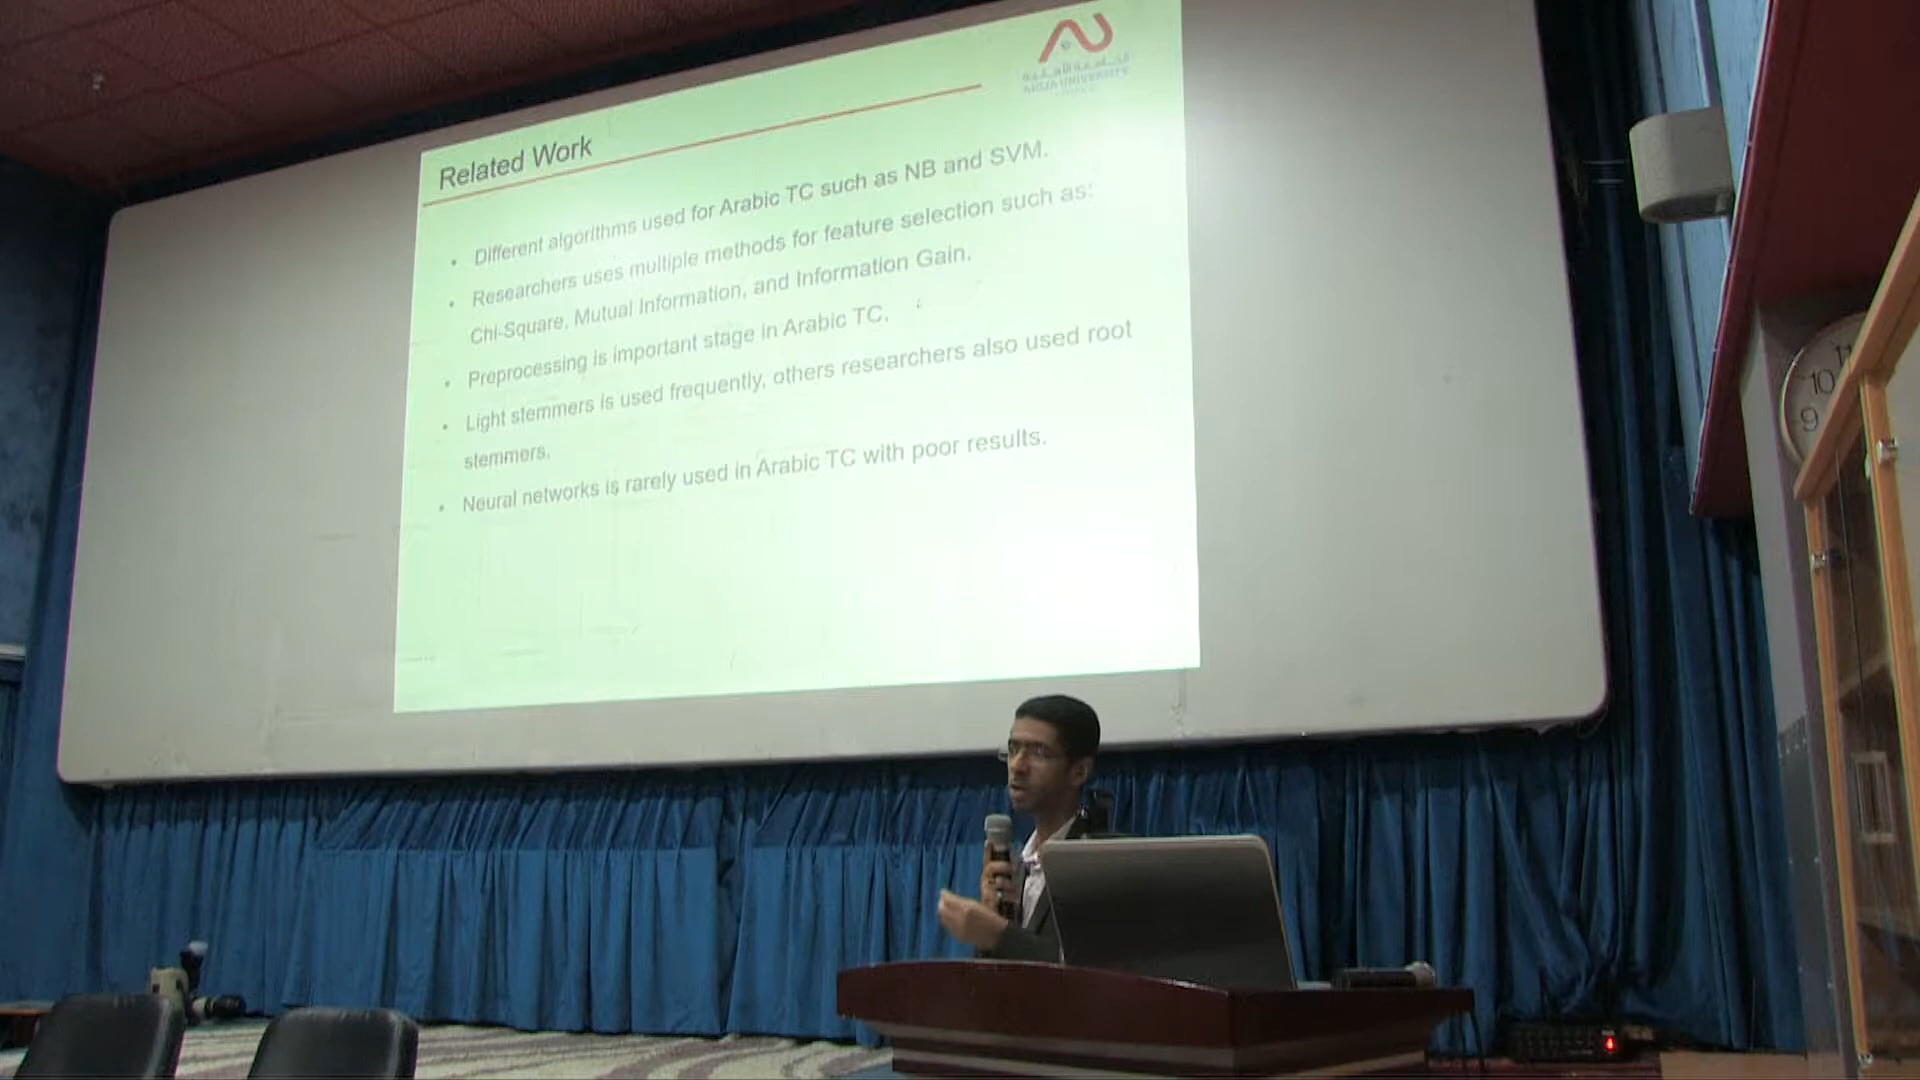 Related Work
Different algorithms used for Arabic TC such as NB and SVM.
Researchers uses multiple methods for feature selection such as:
Chi-Square, Mutual Information, and Information Gain.
Preprocessing is important stage in Arabic TC.
Light stemmers is used frequently, others researchers also used root
stemmers.
Neural networks is rarely used in Arabic TC with poor results.
11
10
9